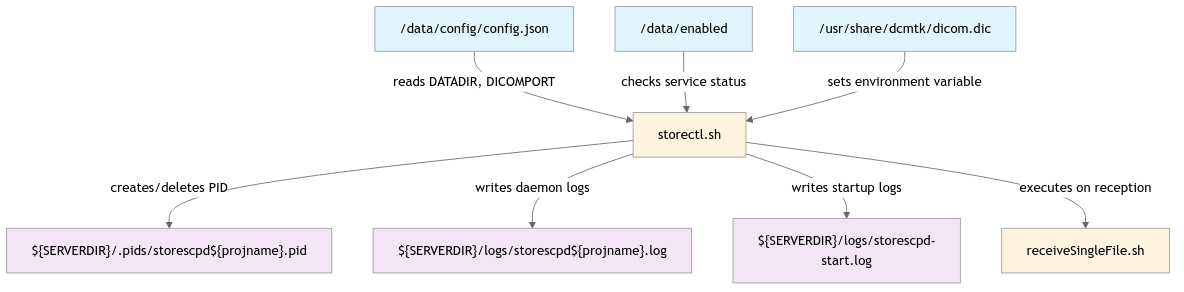 /data/config/config.json
/data/enabled
/usr/share/dcmtk/dicom.dic
reads DATADIR, DICOMPORT
checks service status
sets environment variable
storectl.sh
creates/deletes PID
writes daemon logs
writes startup logs
executes on reception
${SERVERDIR}/.pids/storescpd${projname}.pid
${SERVERDIR}/logs/storescpd${projname}.log
${SERVERDIR}/logs/storescpd-
start.log
receiveSingleFile.sh